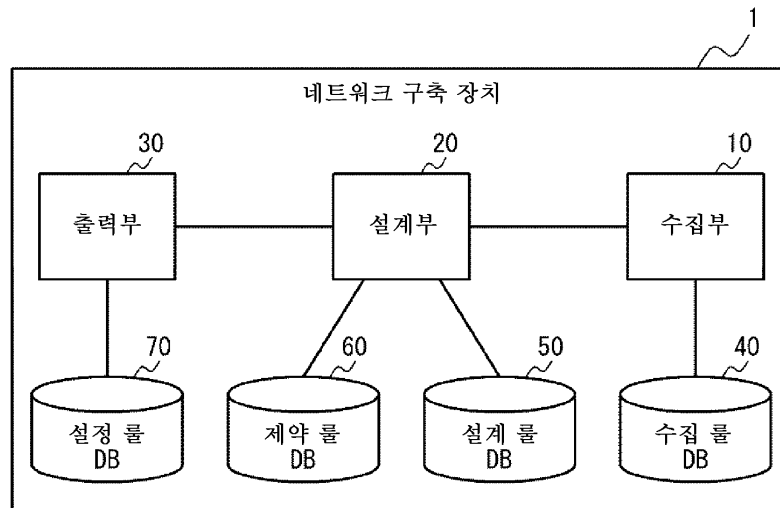 1
네트워크 구축 장치
30
20
10
출력부
설계부
수집부
70
60
50
40
설정 룰
DB
제약 룰
DB
설계 룰
DB
수집 룰
DB